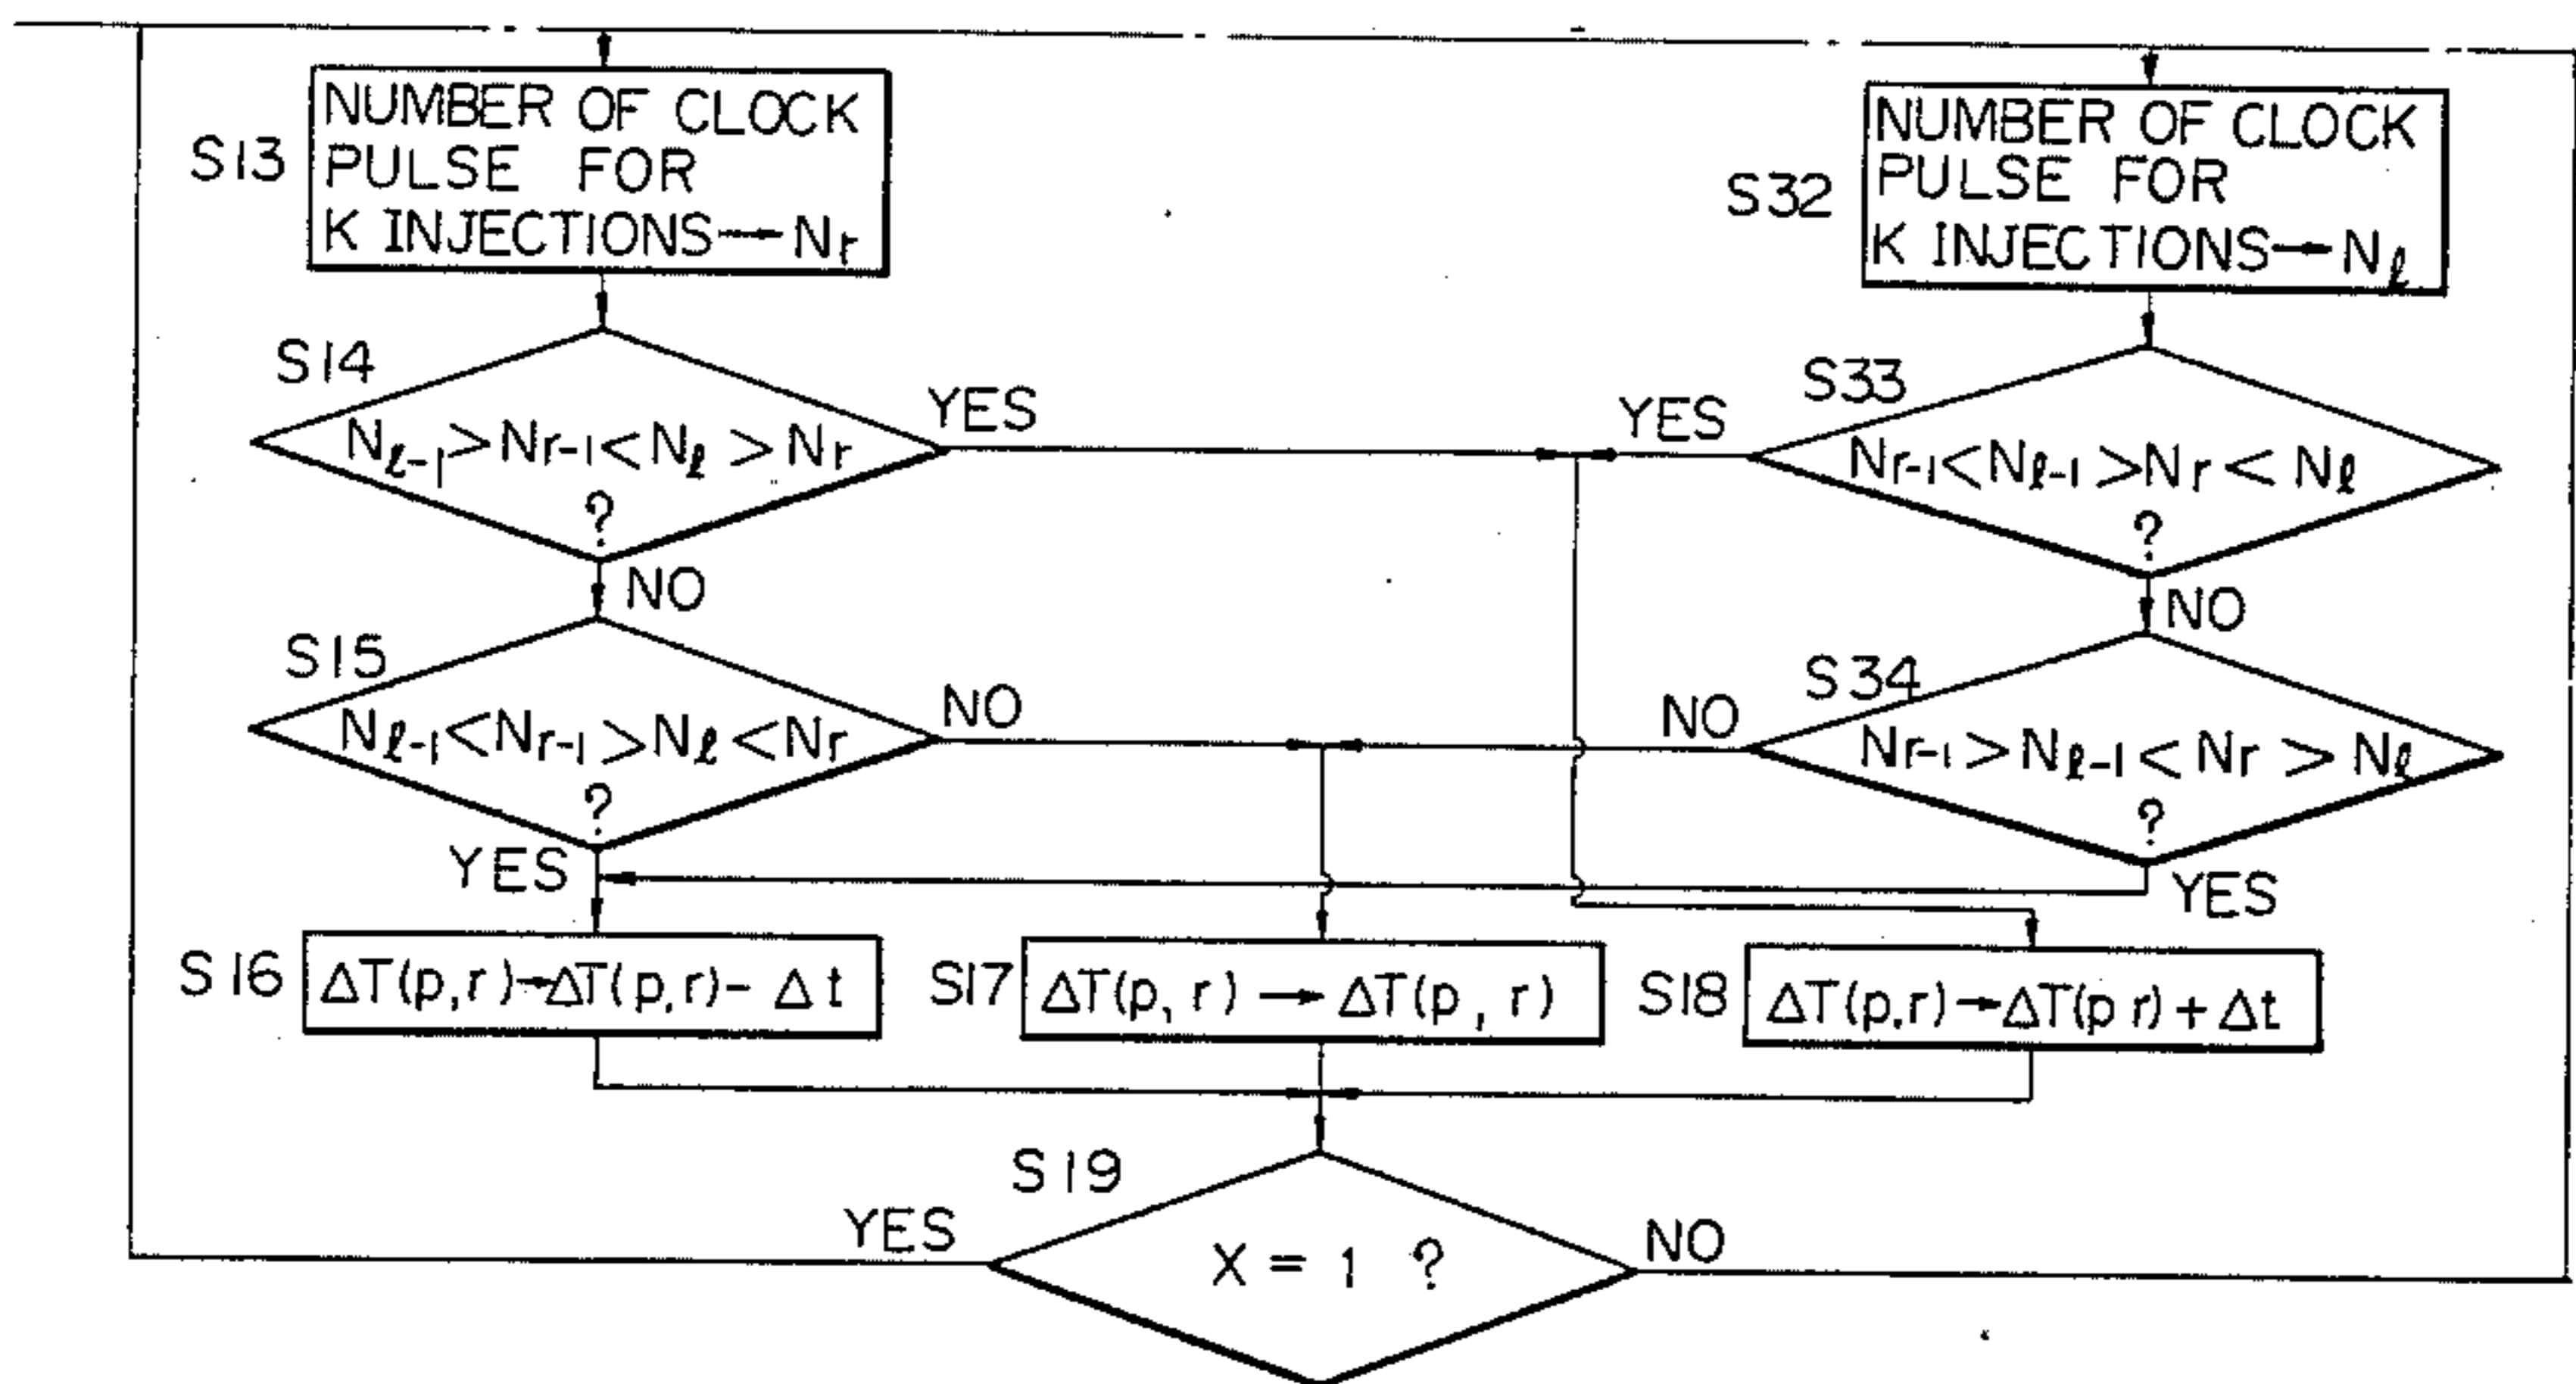 S13
NUMBER OF CLOCK
PULSE FOR
K INJECTIONS→Nr
S32
NUMBER OF CLOCK
PULSE FOR
K INJECTIONS→Nℓ
S14
Nℓ-1>Nr-1<Nℓ>Nr
?
YES
NO
S33
YES
Nr-1<Nℓ-1>Nr<Nℓ
?
NO
S15
Nℓ-1<Nr-1>Nℓ<Nr
?
NO
YES
S34
NO
Nr-1>Nℓ-1<Nr>Nℓ
?
YES
S16
ΔT(p,r)→ΔT(p,r)-Δt
S17
ΔT(p,r)→ΔT(p,r)
S18
ΔT(p,r)→ΔT(p r)+Δt
S19
YES
X=1 ?
NO